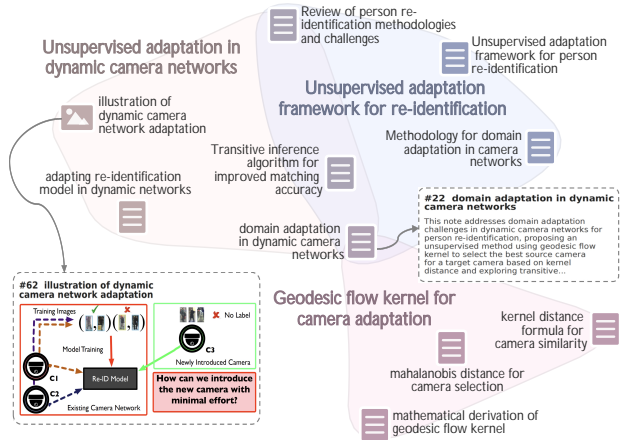 Review of person re-
identification methodologies
and challenges
Unsupervised adaptation in
dynamic camera networks
Unsupervised adaptation
framework for person
re-identification
Unsupervised adaptation
framework for re-identification
illustration of
dynamic camera
network adaptation
Methodology for domain
adaptation in camera
networks
Transitive inference
algorithm for
improved matching
accuracy
adapting re-identification
model in dynamic networks
#22 domain adaptation in dynamic
camera networks
This note addresses domain adaptation
challenges in dynamic camera networks for
person re-identification, proposing an
unsupervised method using geodesic flow
kernel to select the best source camera
for a target camera based on kernel
distance and exploring transitive...
domain adaptation
in dynamic camera
networks
#62 illustration of dynamic
camera network adaptation
Training Images
( , ) ( , )
No Label
Model Training
C3
Newly Introduced Camera
C1
Re-ID Model
C2
Existing Camera Network
How can we introduce
the new camera with
minimal effort?
Geodesic flow kernel for
camera adaptation
kernel distance
formula for
camera similarity
mahalanobis distance for
camera selection
mathematical derivation of
geodesic flow kernel